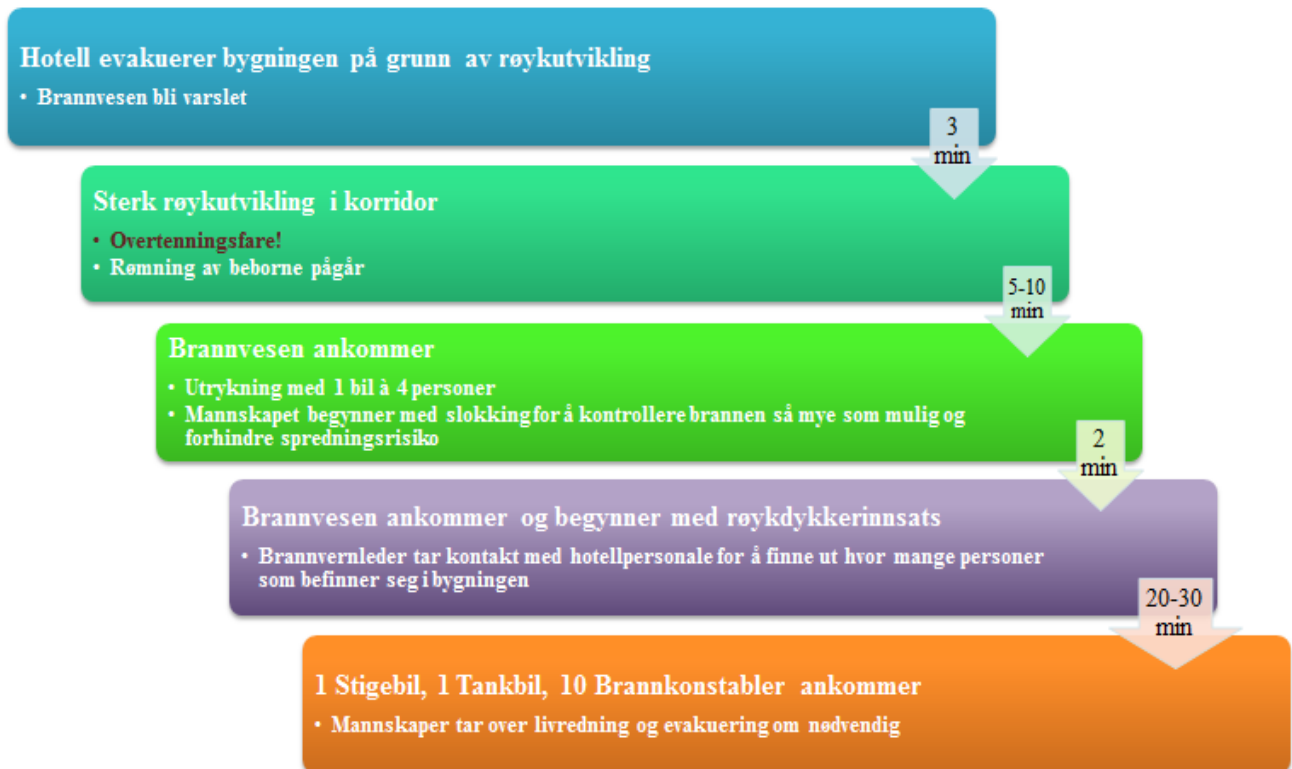 Hotell evakuerer bygningen på grunn av røykutvikling
• Brannvesen bli varslet
3
min
Sterk røykutvikling i korridor
• Overtenningsfare!
• Rømning av beborne pågår
5-10
min
Brannvesen ankommer
• Utrykning med 1 bil à 4 personer
• Mannskapet begynner med slokking for å kontrollere brannen så mye som mulig og
forhindre spredningsrisiko
2
min
Brannvesen ankommer og begynner med røykdykkerinnsats
• Brannvernleder tar kontakt med hotellpersonale for å finne ut hvor mange personer
som befinner seg i bygningen
20-30
min
1 Stigebil, 1 Tankbil, 10 Brannkonstabler ankommer
• Mannskaper tar over livredning og evakuering om nødvendig